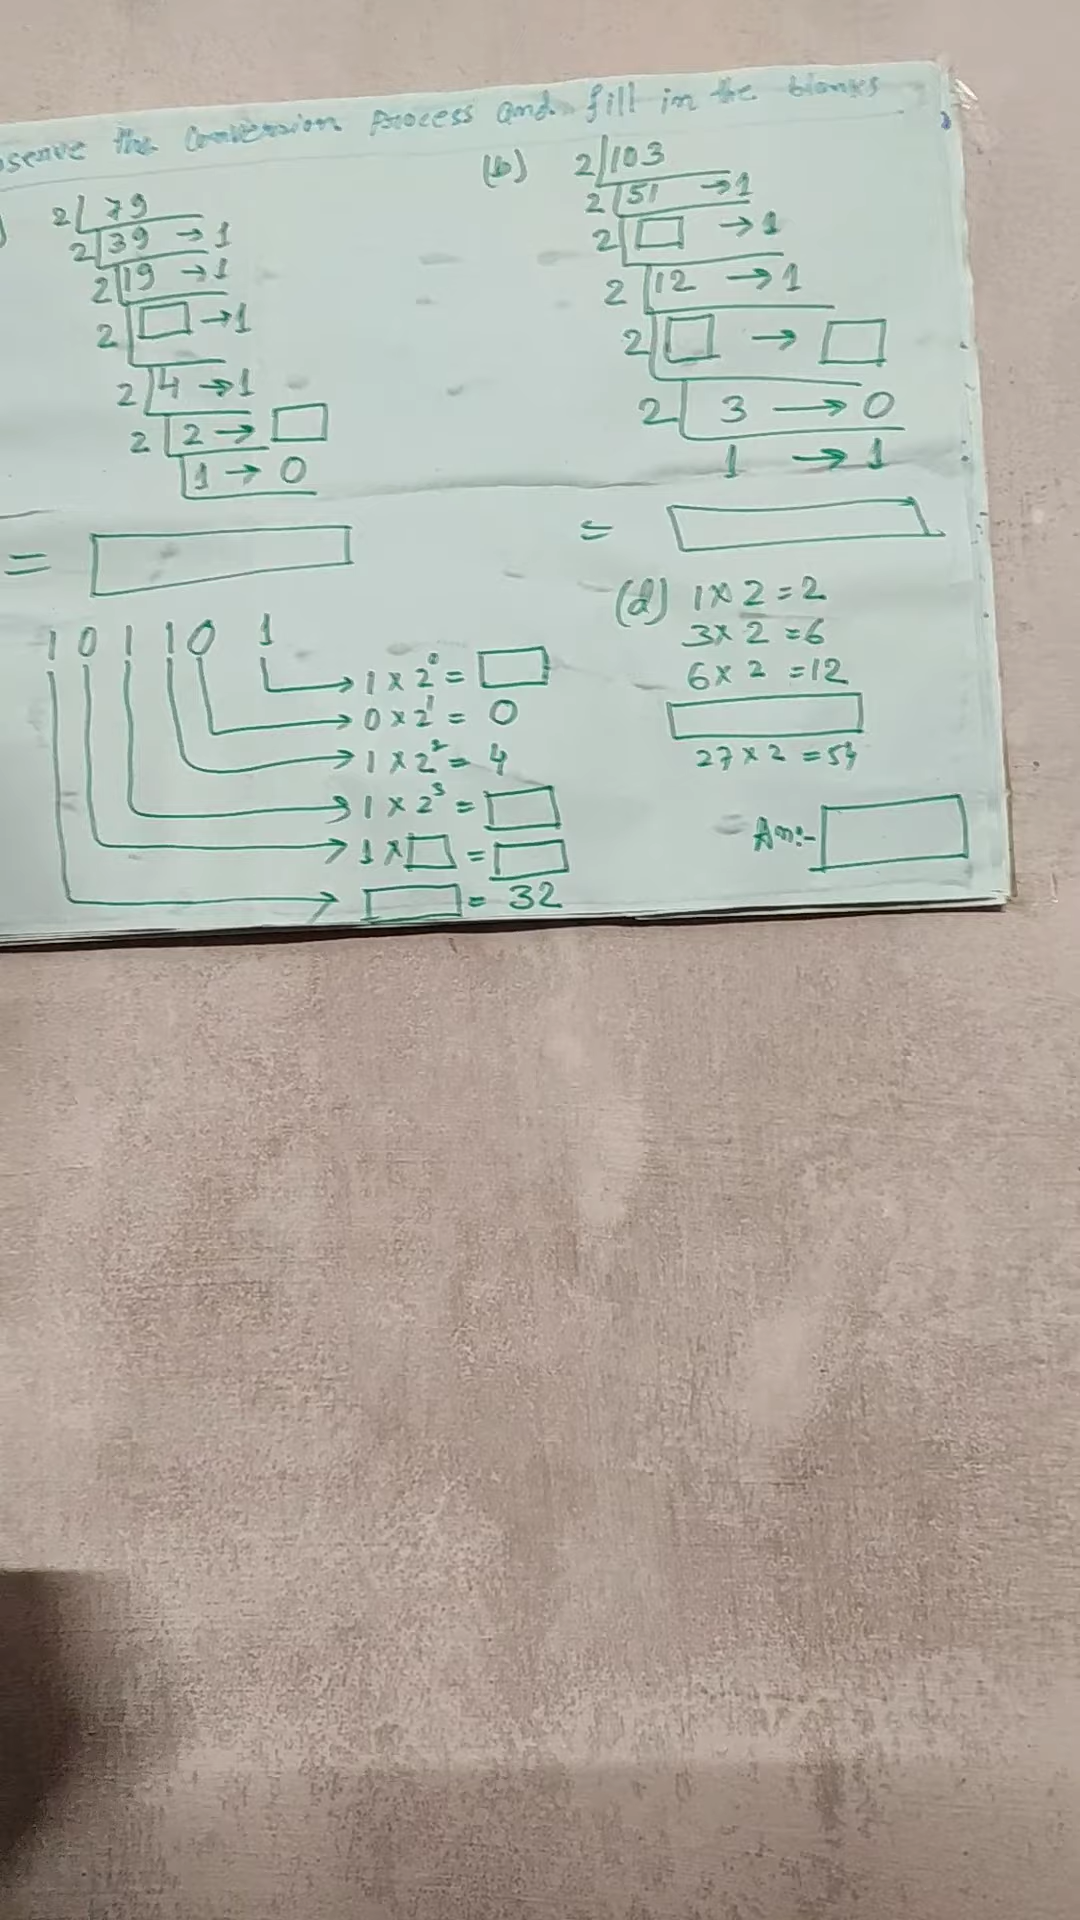 the conversion process and fill in the blanks
2 79
2 39 → 1
2 19 → 1
2 □ → 1
2 4 → 1
2 2 → □
1 → 0
=
(b) 2 103
2 51 → 1
2 □ → 1
2 12 → 1
2 □ → □
2 3 → 0
1 → 1
=
1 0 1 1 0 1
→ 1 × 2⁰ = □
→ 0 × 2¹ = 0
→ 1 × 2² = 4
→ 1 × 2³ = □
→ 1 × □ = □
→ □ = 32
(d) 1 × 2 = 2
3 × 2 = 6
6 × 2 = 12
27 × 2 = 54
An:-